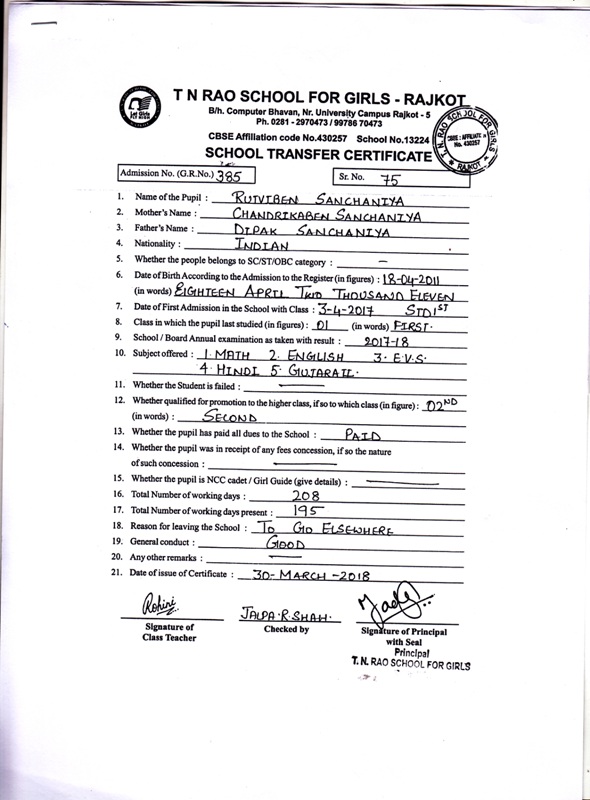 T N RAO SCHOOL FOR GIRLS - RAJKOT
B/h. Computer Bhavan, Nr. University Campus Rajkot - 5
Ph. 0281 - 2970473 / 99786 70473
CBSE Affiliation code No.430257 School No.13224
SCHOOL TRANSFER CERTIFICATE
T. N. RAO SCHOOL FOR GIRLS
CBSE : AFFILIATE
No. 430257
* RAJKOT *
Admission No. (G.R.No.) 385 Sr. No. 75
1. Name of the Pupil : RUTVIBEN SANCHANIYA
2. Mother's Name : CHANDRIKABEN SANCHANIYA
3. Father's Name : DIPAK SANCHANIYA
4. Nationality : INDIAN
5. Whether the people belongs to SC/ST/OBC category : —
6. Date of Birth According to the Admission to the Register (in figures) : 18-04-2011
(in words) EIGHTEEN APRIL TWO THOUSAND ELEVEN
7. Date of First Admission in the School with Class : 3-4-2017 STD 1ST
8. Class in which the pupil last studied (in figures) : 01 (in words) FIRST.
9. School / Board Annual examination as taken with result : 2017-18
10. Subject offered : 1. MATH 2. ENGLISH 3. E.V.S.
4. HINDI 5. GUJARATI.
11. Whether the Student is failed : —
12. Whether qualified for promotion to the higher class, if so to which class (in figure) : 02ND
(in words) : SECOND
13. Whether the pupil has paid all dues to the School : PAID
14. Whether the pupil was in receipt of any fees concession, if so the nature
of such concession : —
15. Whether the pupil is NCC cadet / Girl Guide (give details) : —
16. Total Number of working days : 208
17. Total Number of working days present : 195
18. Reason for leaving the School : TO GO ELSEWHERE
19. General conduct : GOOD
20. Any other remarks : —
21. Date of issue of Certificate : 30-MARCH-2018
Rohini JALPA.R.SHAH.
Signature of Class Teacher
Checked by
Signature of Principal
with Seal
Principal
T. N. RAO SCHOOL FOR GIRLS